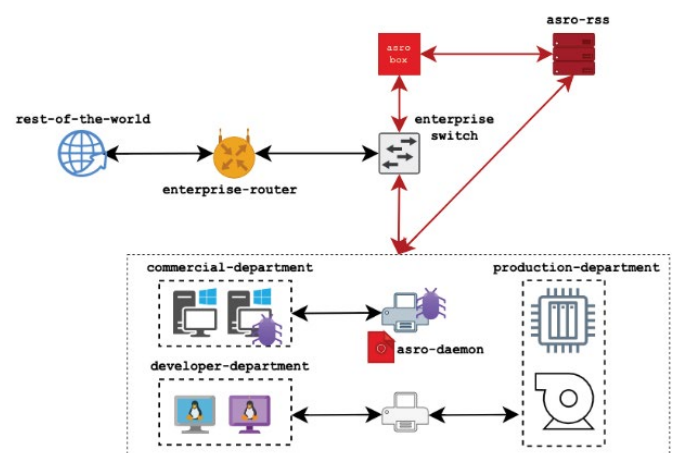 asro-rss
asro
box
rest-of-the-world
enterprise
switch
enterprise-router
commercial-department
production-department
asro-daemon
developer-department